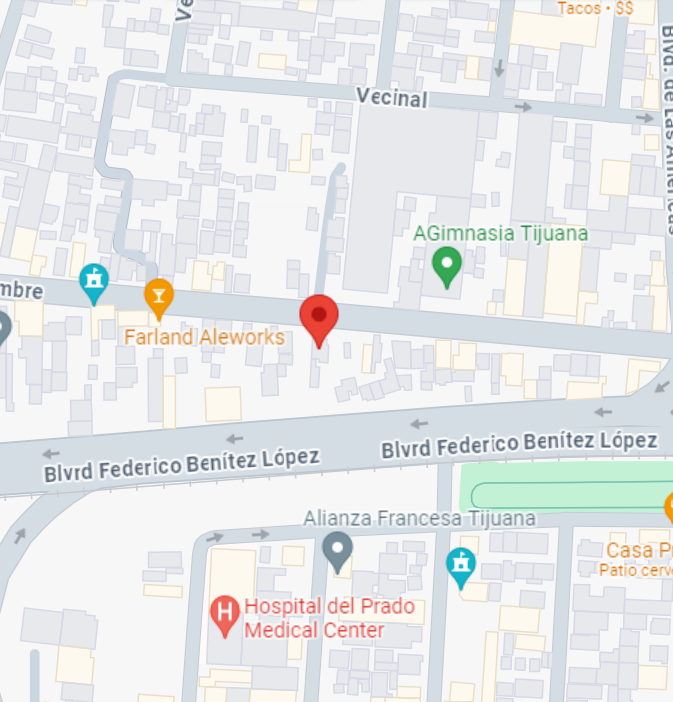 Tacos • $$
Ve
Vecinal
Blvd. de Las Américas
AGimnasia Tijuana
mbre
Farland Aleworks
Blvrd Federico Benítez López
Blvrd Federico Benítez López
Alianza Francesa Tijuana
Casa P
Patio cerv
H
Hospital del Prado
Medical Center